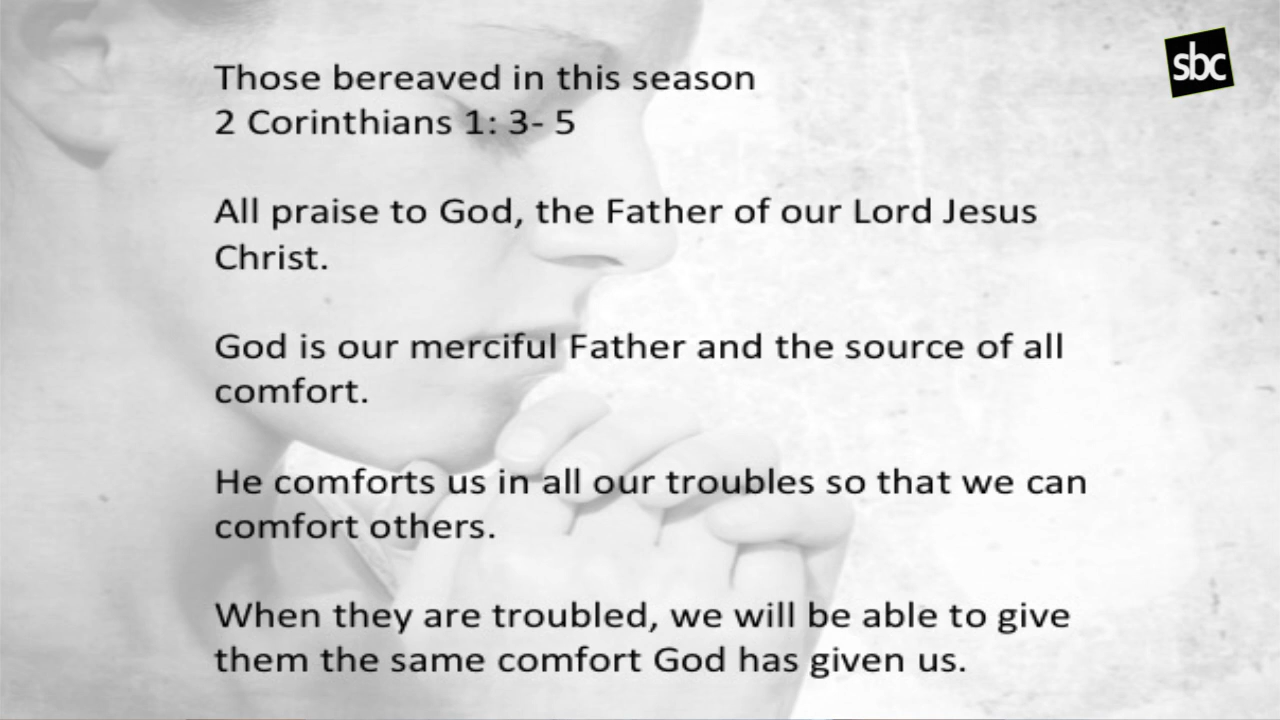 sbc
Those bereaved in this season
2 Corinthians 1: 3- 5
All praise to God, the Father of our Lord Jesus
Christ.
God is our merciful Father and the source of all
comfort.
He comforts us in all our troubles so that we can
comfort others.
When they are troubled, we will be able to give
them the same comfort God has given us.